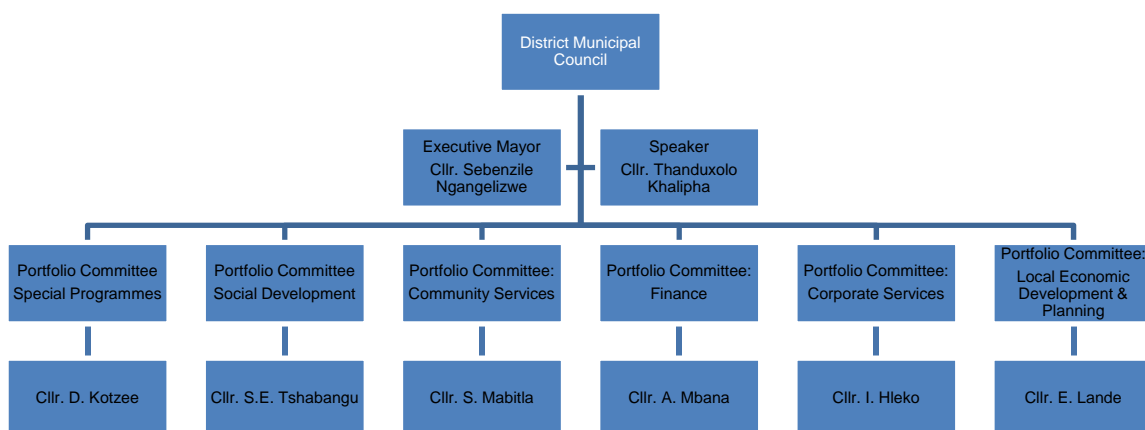 District Municipal
Council
Executive Mayor
Cllr. Sebenzile
Ngangelizwe
Speaker
Cllr. Thanduxolo
Khalipha
Portfolio Committee
Special Programmes
Portfolio Committee
Social Development
Portfolio Committee:
Community Services
Portfolio Committee:
Finance
Portfolio Committee:
Corporate Services
Portfolio Committee:
Local Economic
Development &
Planning
Cllr. D. Kotzee
Cllr. S.E. Tshabangu
Cllr. S. Mabitla
Cllr. A. Mbana
Cllr. I. Hleko
Cllr. E. Lande